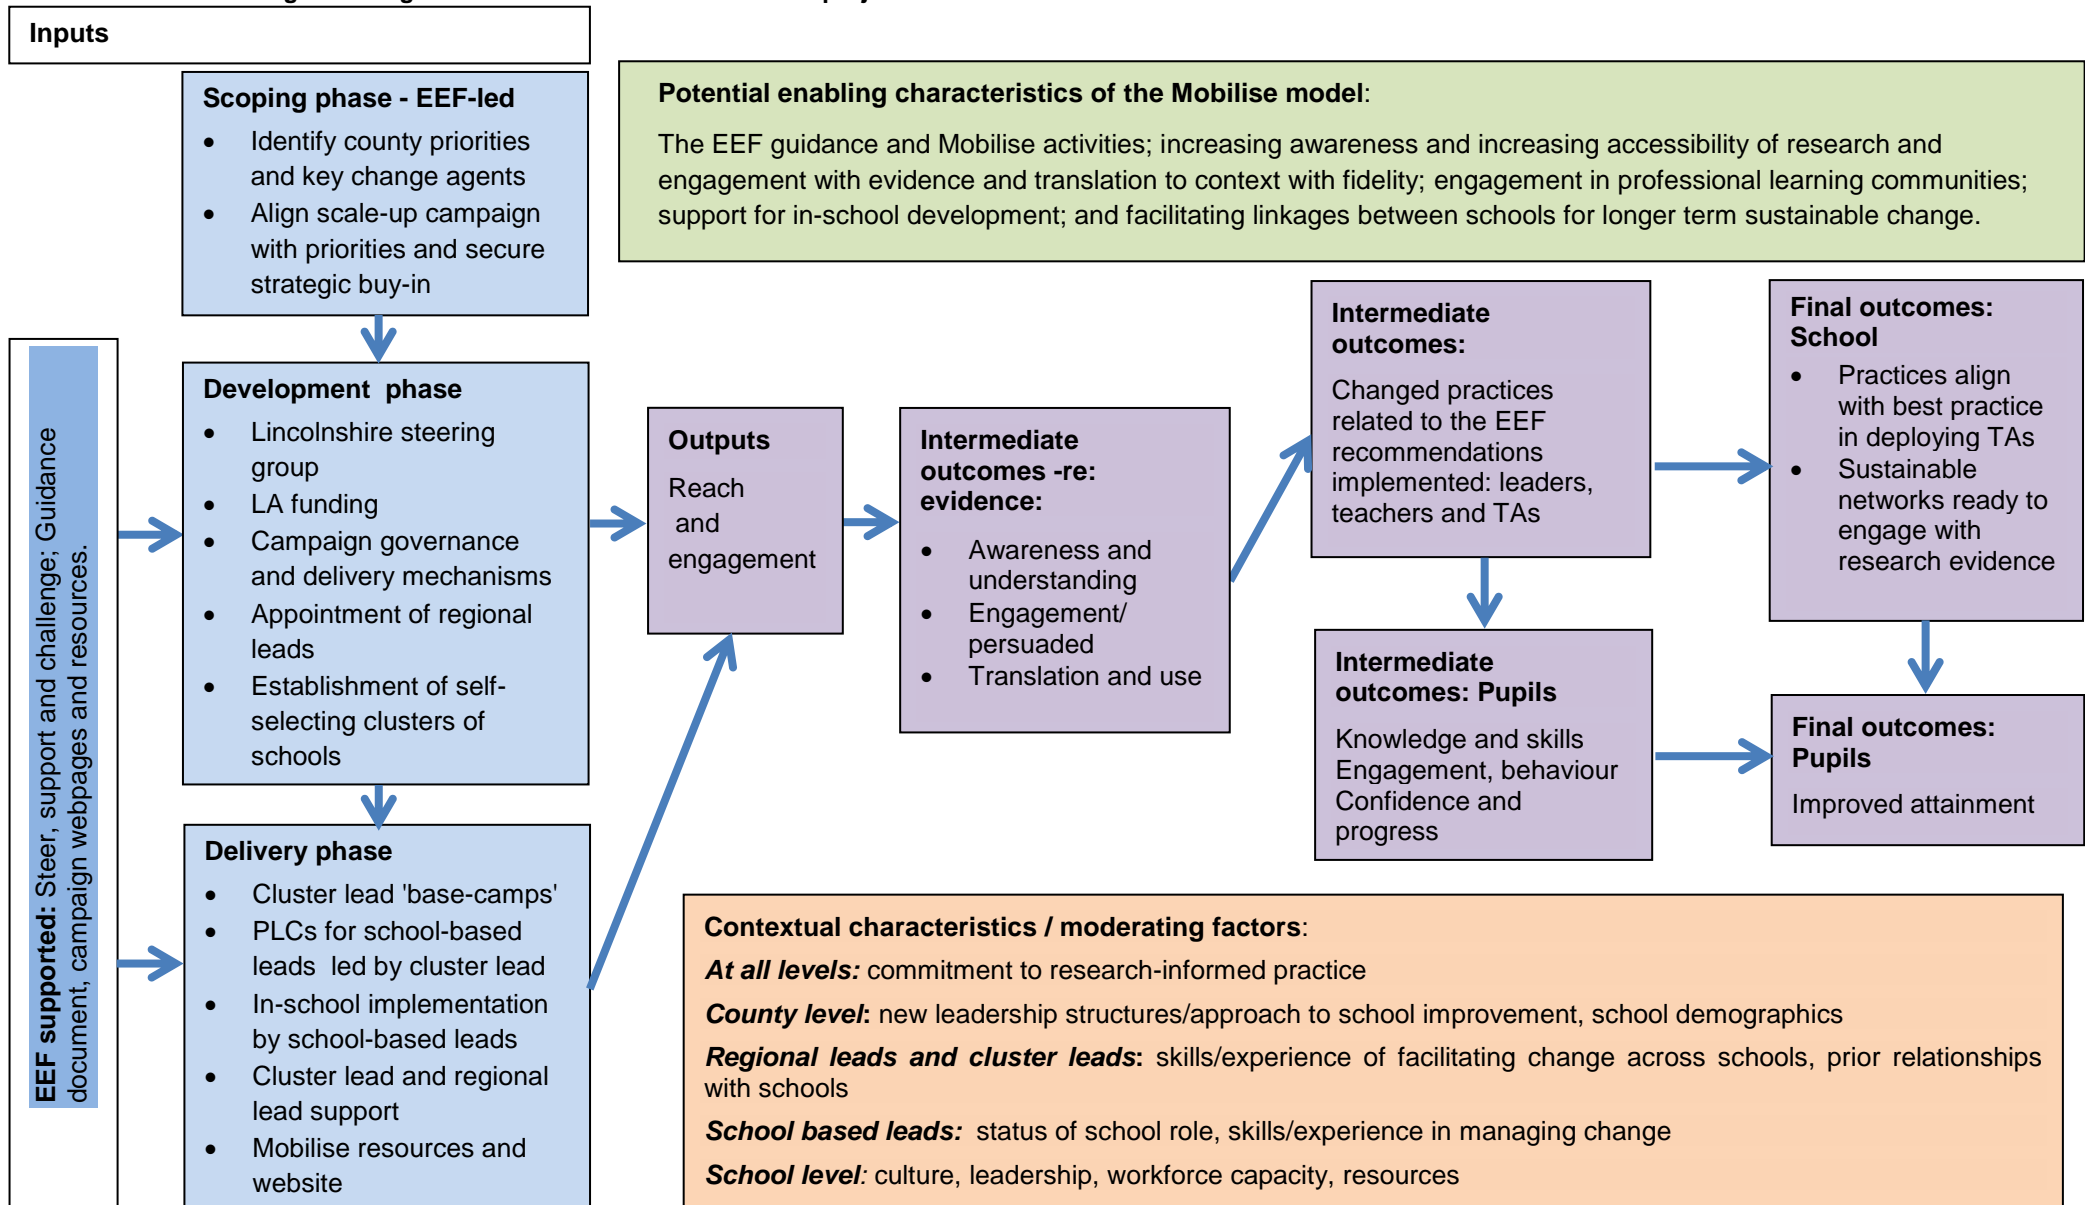 Inputs
Scoping phase - EEF-led
• Identify county priorities
and key change agents
• Align scale-up campaign
with priorities and secure
strategic buy-in
Potential enabling characteristics of the Mobilise model:
The EEF guidance and Mobilise activities; increasing awareness and increasing accessibility of research and
engagement with evidence and translation to context with fidelity; engagement in professional learning communities;
support for in-school development; and facilitating linkages between schools for longer term sustainable change.
EEF supported: Steer, support and challenge; Guidance
document, campaign webpages and resources.
Development phase
• Lincolnshire steering
group
• LA funding
• Campaign governance
and delivery mechanisms
• Appointment of regional
leads
• Establishment of self-
selecting clusters of
schools
Delivery phase
• Cluster lead 'base-camps'
• PLCs for school-based
leads led by cluster lead
• In-school implementation
by school-based leads
• Cluster lead and regional
lead support
• Mobilise resources and
website
Outputs
Reach
and
engagement
Intermediate
outcomes -re:
evidence:
• Awareness and
understanding
• Engagement/
persuaded
• Translation and use
Intermediate
outcomes:
Changed practices
related to the EEF
recommendations
implemented: leaders,
teachers and TAs
Intermediate
outcomes: Pupils
Knowledge and skills
Engagement, behaviour
Confidence and
progress
Final outcomes:
School
• Practices align
with best practice
in deploying TAs
• Sustainable
networks ready to
engage with
research evidence
Final outcomes:
Pupils
Improved attainment
Contextual characteristics / moderating factors:
At all levels: commitment to research-informed practice
County level: new leadership structures/approach to school improvement, school demographics
Regional leads and cluster leads: skills/experience of facilitating change across schools, prior relationships
with schools
School based leads: status of school role, skills/experience in managing change
School level: culture, leadership, workforce capacity, resources